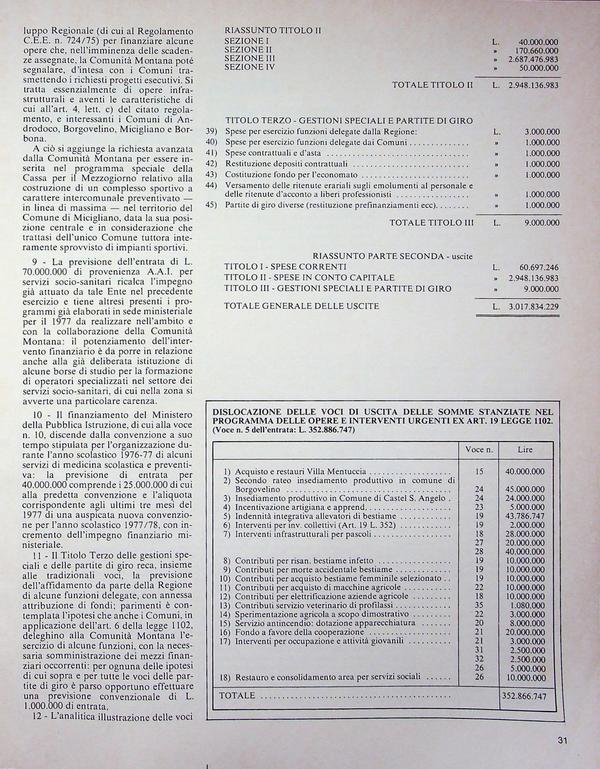 luppo Regionale (di cui al Regolamento
C.E.E. n. 724/75) per finanziare alcune
opere che, nell'imminenza delle scaden-
ze assegnate, la Comunità Montana poté
segnalare, d'intesa con i Comuni tra-
smettendo i richiesti progetti esecutivi. Si
tratta essenzialmente di opere infra-
strutturali e aventi le caratteristiche di
cui all'art. 4, lett. c) del citato regola-
mento, e interessanti i Comuni di An-
drodoco, Borgovelino, Micigliano e Bor-
bona.
A ciò si aggiunge la richiesta avanzata
dalla Comunità Montana per essere in-
serita nel programma speciale della
Cassa per il Mezzogiorno relativo alla
costruzione di un complesso sportivo a
carattere intercomunale preventivato —
in linea di massima — nel territorio del
Comune di Micigliano, data la sua posi-
zione centrale e in considerazione che
trattasi dell'unico Comune tuttora inte-
ramente sprovvisto di impianti sportivi.
9 - La previsione dell'entrata di L.
70.000.000 di provenienza A.A.I. per
servizi socio-sanitari ricalca l'impegno
già attuato da tale Ente nel precedente
esercizio e tiene altresì presenti i pro-
grammi già elaborati in sede ministeriale
per il 1977 da realizzare nell'ambito e
con la collaborazione della Comunità
Montana: il potenziamento dell'inter-
vento finanziario è da porre in relazione
anche alla già deliberata istituzione di
alcune borse di studio per la formazione
di operatori specializzati nel settore dei
servizi socio-sanitari, di cui nella zona si
avverte una particolare carenza.
10 - Il finanziamento del Ministero
della Pubblica Istruzione, di cui alla voce
n. 10, discende dalla convenzione a suo
tempo stipulata per l'organizzazione du-
rante l'anno scolastico 1976-77 di alcuni
servizi di medicina scolastica e preventi-
va: la previsione di entrata per
40.000.000 comprende i 25.000.000 di cui
alla predetta convenzione e l'aliquota
corrispondente agli ultimi tre mesi del
1977 di una auspicata nuova convenzio-
ne per l'anno scolastico 1977/78, con in-
cremento dell'impegno finanziario mi-
nisteriale.
11 - Il Titolo Terzo delle gestioni spe-
ciali e delle partite di giro reca, insieme
alle tradizionali voci, la previsione
dell'affidamento da parte della Regione
di alcune funzioni delegate, con annessa
attribuzione di fondi; parimenti è con-
templata l'ipotesi che anche i Comuni, in
applicazione dell'art. 6 della legge 1102,
deleghino alla Comunità Montana l'e-
sercizio di alcune funzioni, con la neces-
saria somministrazione dei mezzi finan-
ziari occorrenti: per ognuna delle ipotesi
di cui sopra e per tutte le voci delle par-
tite di giro è parso opportuno effettuare
una previsione convenzionale di L.
1.000.000 di entrata.
12 - L'analitica illustrazione delle voci
RIASSUNTO TITOLO II
SEZIONE I L. 40.000.000
SEZIONE II » 170.660.000
SEZIONE III » 2.687.476.983
SEZIONE IV » 50.000.000
TOTALE TITOLO II L. 2.948.136.983
TITOLO TERZO - GESTIONI SPECIALI E PARTITE DI GIRO
39) Spese per esercizio funzioni delegate dalla Regione: L. 3.000.000
40) Spese per esercizio funzioni delegate dai Comuni .............. » 1.000.000
41) Spese contrattuali e d'asta .............. » 1.000.000
42) Restituzione depositi contrattuali .............. » 1.000.000
43) Costituzione fondo per l'economato .............. » 1.000.000
44) Versamento delle ritenute erariali sugli emolumenti al personale e
delle ritenute d'acconto a liberi professionisti .............. » 1.000.000
45) Partite di giro diverse (restituzione prefinanziamenti ecc)........ » 1.000.000
TOTALE TITOLO III L. 9.000.000
RIASSUNTO PARTE SECONDA - uscite
TITOLO I - SPESE CORRENTI L. 60.697.246
TITOLO II - SPESE IN CONTO CAPITALE » 2.948.136.983
TITOLO III - GESTIONI SPECIALI E PARTITE DI GIRO » 9.000.000
TOTALE GENERALE DELLE USCITE L. 3.017.834.229
DISLOCAZIONE DELLE VOCI DI USCITA DELLE SOMME STANZIATE NEL
PROGRAMMA DELLE OPERE E INTERVENTI URGENTI EX ART. 19 LEGGE 1102.
(Voce n. 5 dell'entrata: L. 352.886.747)
Voce n. Lire
1) Acquisto e restauri Villa Mentuccia .............. 15 40.000.000
2) Secondo rateo insediamento produttivo in comune di
Borgovelino .............. 24 45.000.000
3) Insediamento produttivo in Comune di Castel S. Angelo . 24 24.000.000
4) Incentivazione artigiana e apprend.............. 23 5.000.000
5) Indennità integrativa allevatori di bestiame .............. 19 43.786.747
6) Interventi per inv. collettivi (Art. 19 L. 352) .............. 19 2.000.000
7) Interventi infrastrutturali per pascoli .............. 18 28.000.000
27 20.000.000
28 40.000.000
8) Contributi per risan. bestiame infetto .............. 19 10.000.000
9) Contributi per morte accidentale bestiame .............. 19 10.000.000
10) Contributi per acquisto bestiame femminile selezionato . . 19 10.000.000
11) Contributi per acquisto di macchine agricole .............. 22 10.000.000
12) Contributi per elettrificazione aziende agricole .............. 18 10.000.000
13) Contributi servizio veterinario di profilassi .............. 35 1.080.000
14) Sperimentazione agricola a scopo dimostrativo .............. 22 3.000.000
15) Servizio antincendio: dotazione apparecchiatura ....... 20 8.000.000
16) Fondo a favore della cooperazione .............. 21 20.000.000
17) Interventi per occupazione e attività giovanili .............. 21 3.000.000
31 2.500.000
32 2.500.000
26 5.000.000
18) Restauro e consolidamento area per servizi sociali ...... 26 10.000.000
TOTALE .............. 352.866.747
31